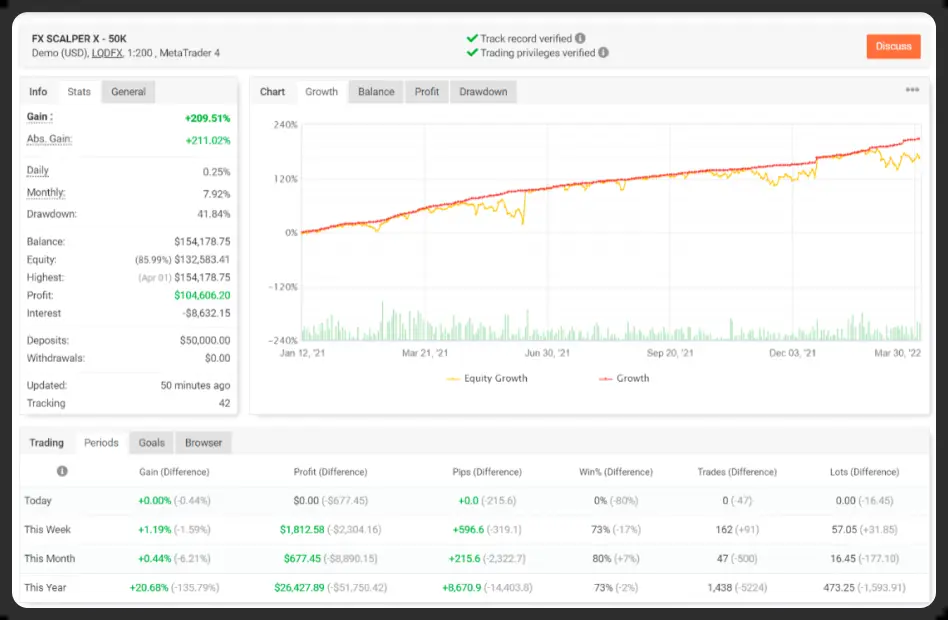 FX SCALPER X - 50K
Demo (USD), LQDFX, 1:200 , MetaTrader 4
Track record verified
Trading privileges verified
Discuss
Info Stats General
Gain : +209.51%
Abs. Gain: +211.02%
Daily 0.25%
Monthly: 7.92%
Drawdown: 41.84%
Balance: $154,178.75
Equity: (85.99%) $132,583.41
Highest: (Apr 01) $154,178.75
Profit: $104,606.20
Interest -$8,632.15
Deposits: $50,000.00
Withdrawals: $0.00
Updated: 50 minutes ago
Tracking 42
Chart Growth Balance Profit Drawdown
240%
120%
0%
-120%
-240%
Jan 12, '21 Mar 21, '21 Jun 30, '21 Sep 20, '21 Dec 03, '21 Mar 30, '22
Equity Growth Growth
Trading Periods Goals Browser
Gain (Difference) Profit (Difference) Pips (Difference) Win% (Difference) Trades (Difference) Lots (Difference)
Today +0.00% (-0.44%) $0.00 (-$677.45) +0.0 (-215.6) 0% (-80%) 0 (-47) 0.00 (-16.45)
This Week +1.19% (-1.59%) $1,812.58 (-$2,304.16) +596.6 (-319.1) 73% (-17%) 162 (+91) 57.05 (+31.85)
This Month +0.44% (-6.21%) $677.45 (-$8,890.15) +215.6 (-2,322.7) 80% (+7%) 47 (-500) 16.45 (-177.10)
This Year +20.68% (-135.79%) $26,427.89 (-$51,750.42) +8,670.9 (-14,403.8) 73% (-2%) 1,438 (-5224) 473.25 (-1,593.91)